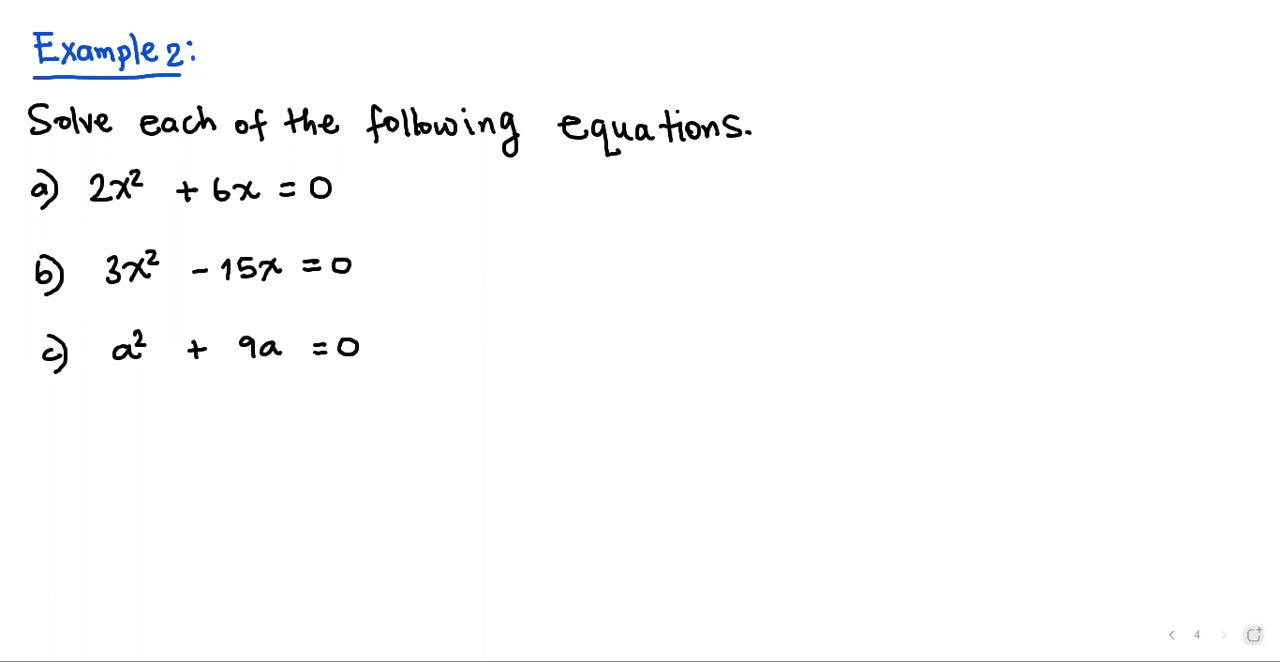 Example 2:
Solve each of the following equations.
a) 2x² + 6x = 0
b) 3x² - 15x = 0
c) a² + 9a = 0
< 4 >